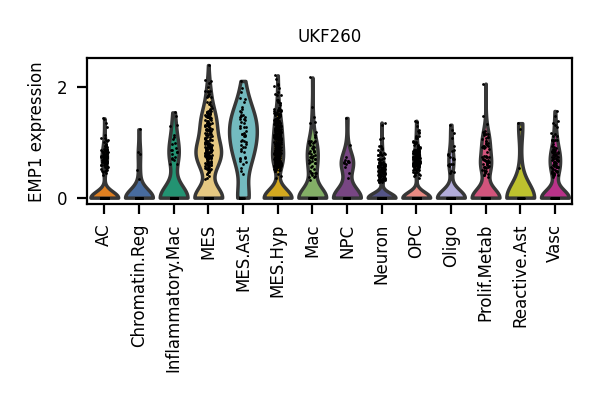 UKF260
EMP1 expression
2
0
AC
Chromatin.Reg
Inflammatory.Mac
MES
MES.Ast
MES.Hyp
Mac
NPC
Neuron
OPC
Oligo
Prolif.Metab
Reactive.Ast
Vasc